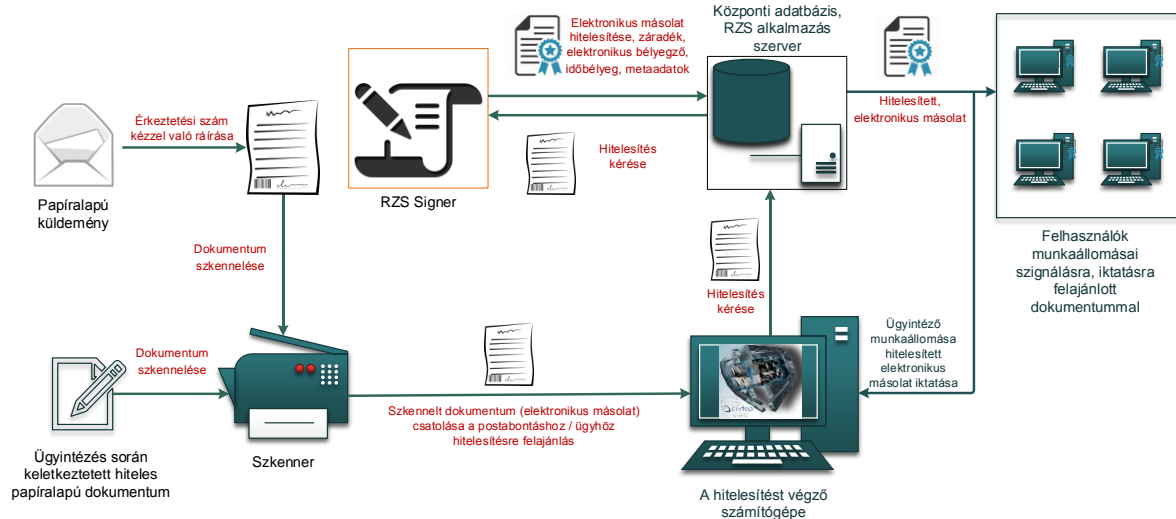 Elektronikus másolat
hitelesítése, záradék,
elektronikus bélyegző,
időbélyeg, metaadatok
Központi adatbázis,
RZS alkalmazás
szerver
Érkeztetési szám
kézzel való ráírása
Hitelesített,
elektronikus másolat
Hitelesítés
kérése
Papíralapú
küldemény
RZS Signer
Dokumentum
szkennelése
Felhasználók
munkaállomásai
szignálásra, iktatásra
felajánlott
dokumentummal
Hitelesítés
kérése
Ügyintéző
munkaállomása
hitelesített
elektronikus
másolat iktatása
Dokumentum
szkennelése
certop
Szkennelt dokumentum (elektronikus másolat)
csatolása a postabontáshoz / ügyhöz
hitelesítésre felajánlás
Ügyintézés során
keletkeztetett hiteles
papíralapú dokumentum
Szkenner
A hitelesítést végző
számítógépe